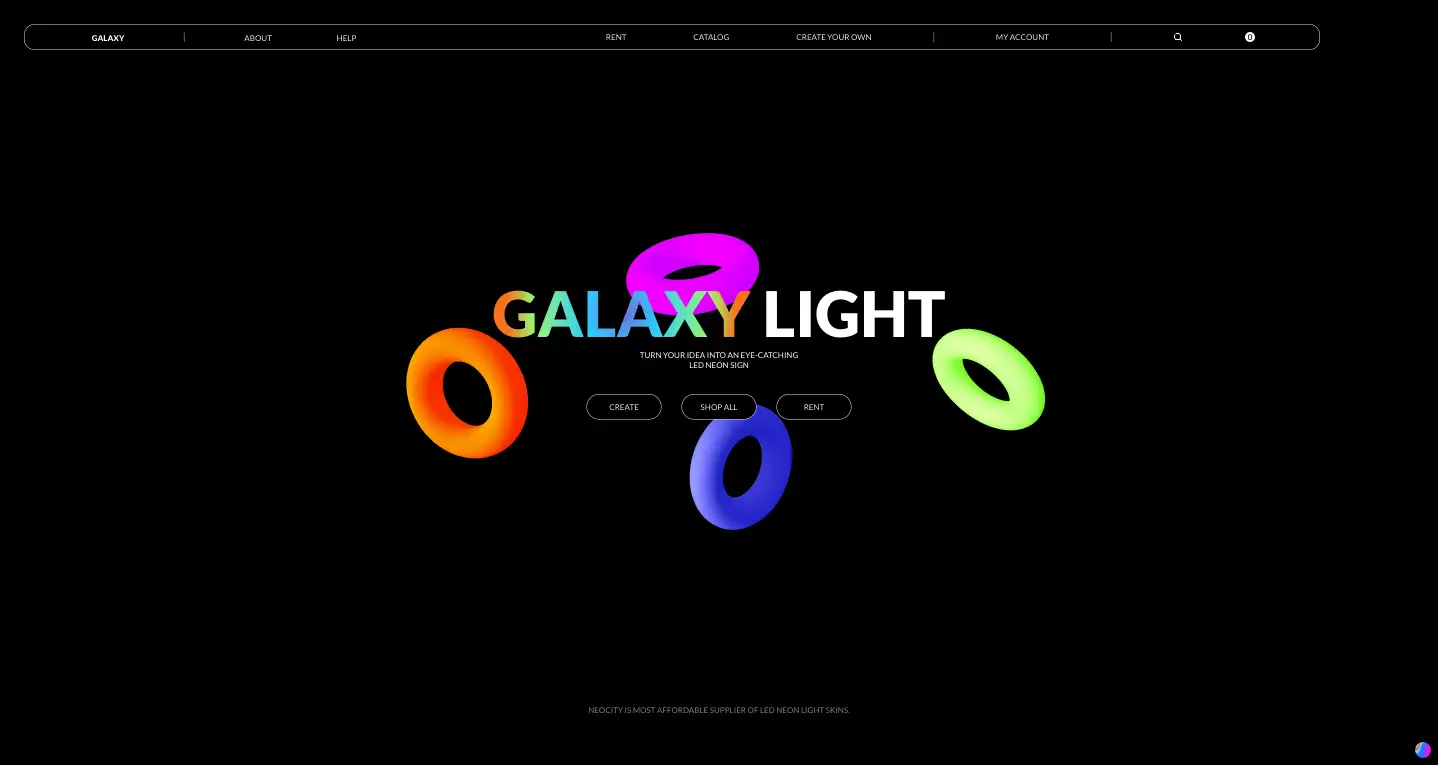 GALAXY | ABOUT HELP RENT CATALOG CREATE YOUR OWN | MY ACCOUNT | 0
GALAXY LIGHT
TURN YOUR IDEA INTO AN EYE-CATCHING
LED NEON SIGN
CREATE SHOP ALL RENT
NEOCITY IS MOST AFFORDABLE SUPPLIER OF LED NEON LIGHT SKINS.